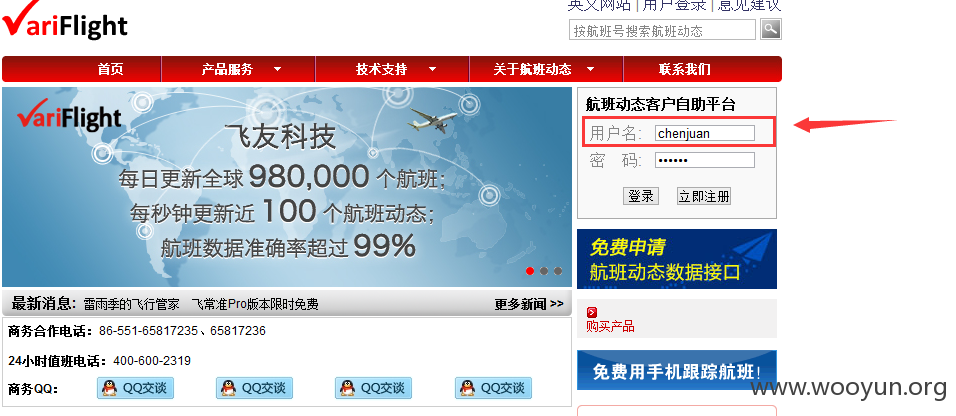 英文网站 | 用户登录 | 意见建议
VariFlight
按航班号搜索航班动态
首页 产品服务 技术支持 关于航班动态 联系我们
VariFlight
飞友科技
每日更新全球 980,000 个航班;
每秒钟更新近 100 个航班动态;
航班数据准确率超过 99%
航班动态客户自助平台
用户名: chenjuan
密 码: ••••••
登录 立即注册
免费申请
航班动态数据接口
最新消息: 雷雨季的飞行管家 飞常准Pro版本限时免费 更多新闻 >>
商务合作电话: 86-551-65817235、65817236
24小时值班电话: 400-600-2319
商务QQ: QQ交谈 QQ交谈 QQ交谈 QQ交谈
购买产品
免费用手机跟踪航班!
www.wooyun.org